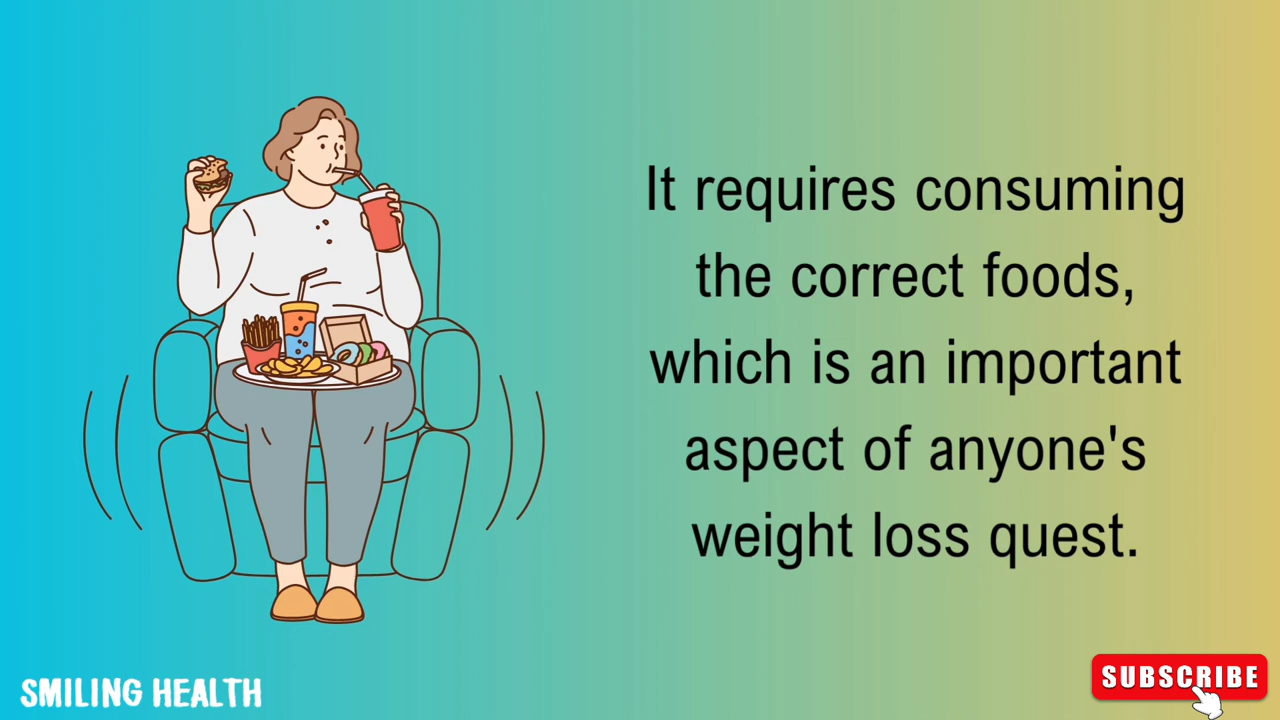 It requires consuming
the correct foods,
which is an important
aspect of anyone's
weight loss quest.
SMILING HEALTH
SUBSCRIBE